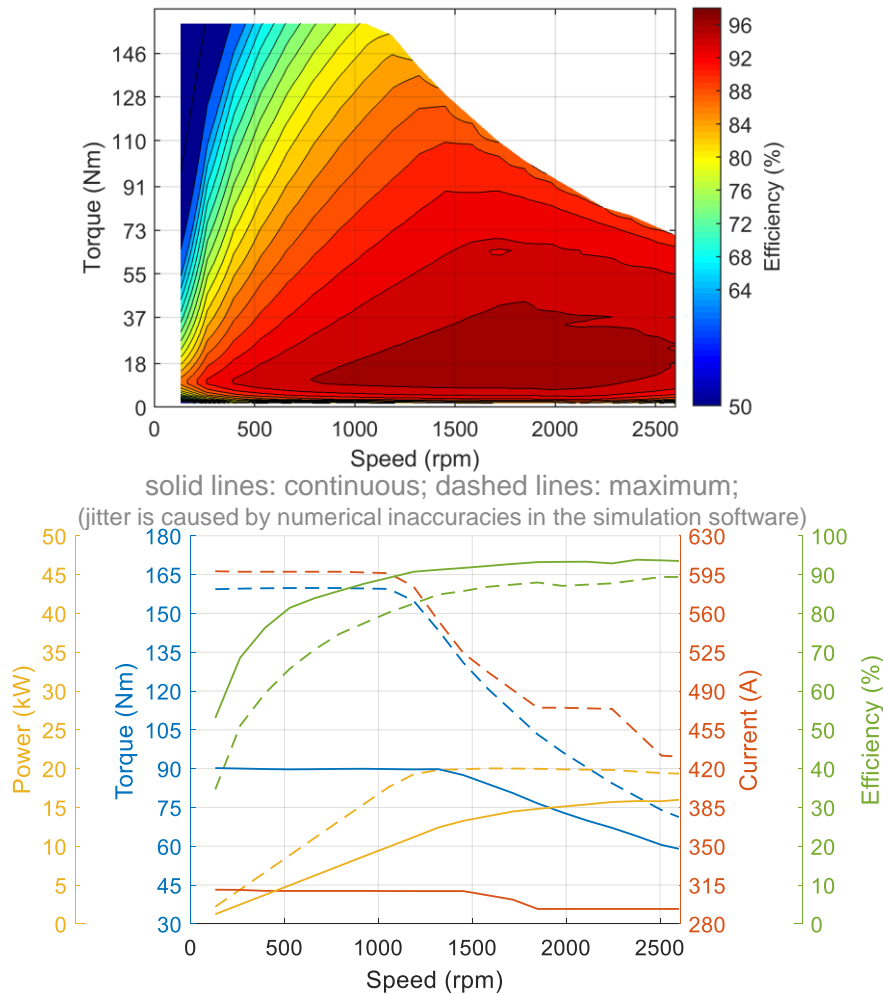 146
128
110
91
73
55
37
18
0
Torque (Nm)
0 500 1000 1500 2000 2500
Speed (rpm)
96
92
88
84
80
76
72
68
64
50
Efficiency (%)
solid lines: continuous; dashed lines: maximum;
(jitter is caused by numerical inaccuracies in the simulation software)
50 180 630 100
45 165 595 90
40 150 560 80
35 135 525 70
30 120 490 60
25 105 455 50
20 90 420 40
15 75 385 30
10 60 350 20
5 45 315 10
0 30 280 0
Power (kW)
Torque (Nm)
Current (A)
Efficiency (%)
0 500 1000 1500 2000 2500
Speed (rpm)